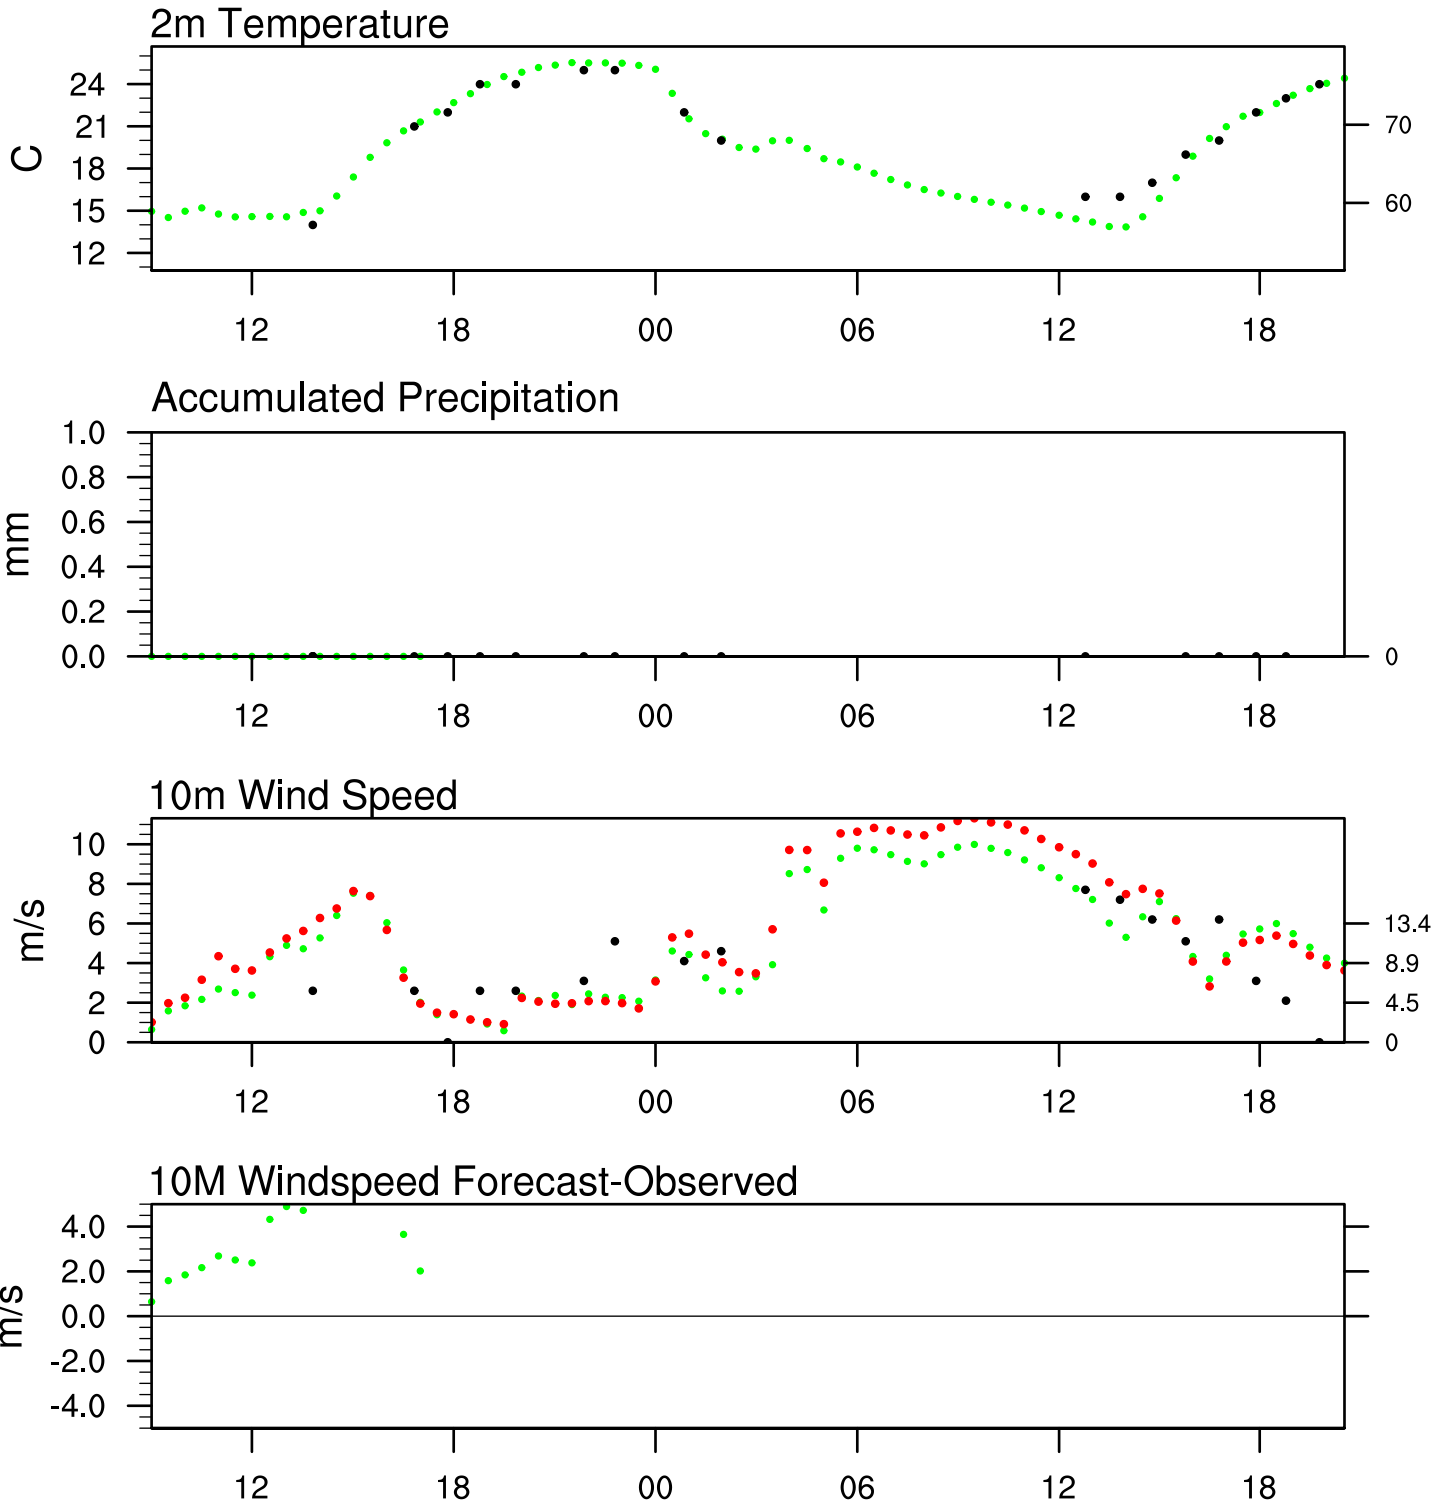 2m Temperature
24
21
18
15
12
C
70
60
12 18 00 06 12 18
Accumulated Precipitation
1.0
0.8
0.6
0.4
0.2
0.0
mm
0
12 18 00 06 12 18
10m Wind Speed
10
8
6
4
2
0
m/s
13.4
8.9
4.5
0
12 18 00 06 12 18
10M Windspeed Forecast-Observed
4.0
2.0
0.0
-2.0
-4.0
m/s
12 18 00 06 12 18